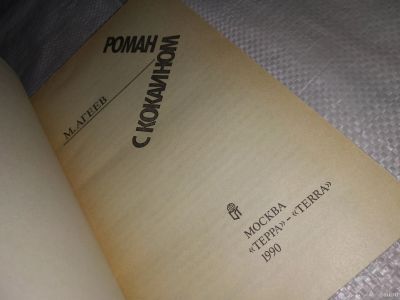 М. АГЕЕВ
РОМАН
С КОКАИНОМ
МОСКВА
«ТЕРРА» – «TERRA»
1990